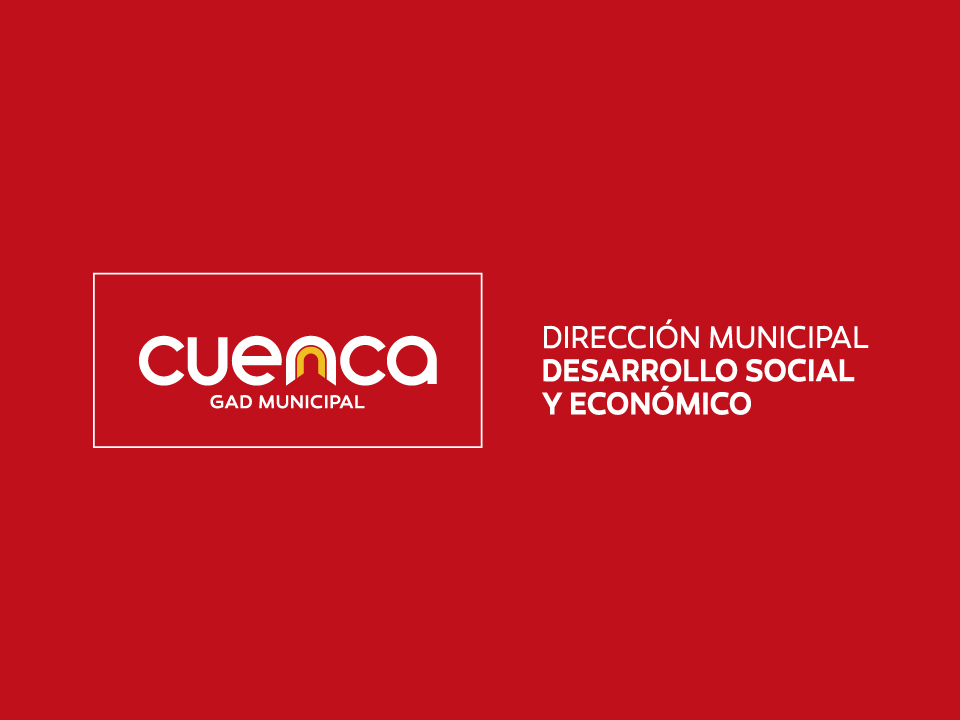 cuenca
GAD MUNICIPAL
DIRECCIÓN MUNICIPAL
DESARROLLO SOCIAL
Y ECONÓMICO